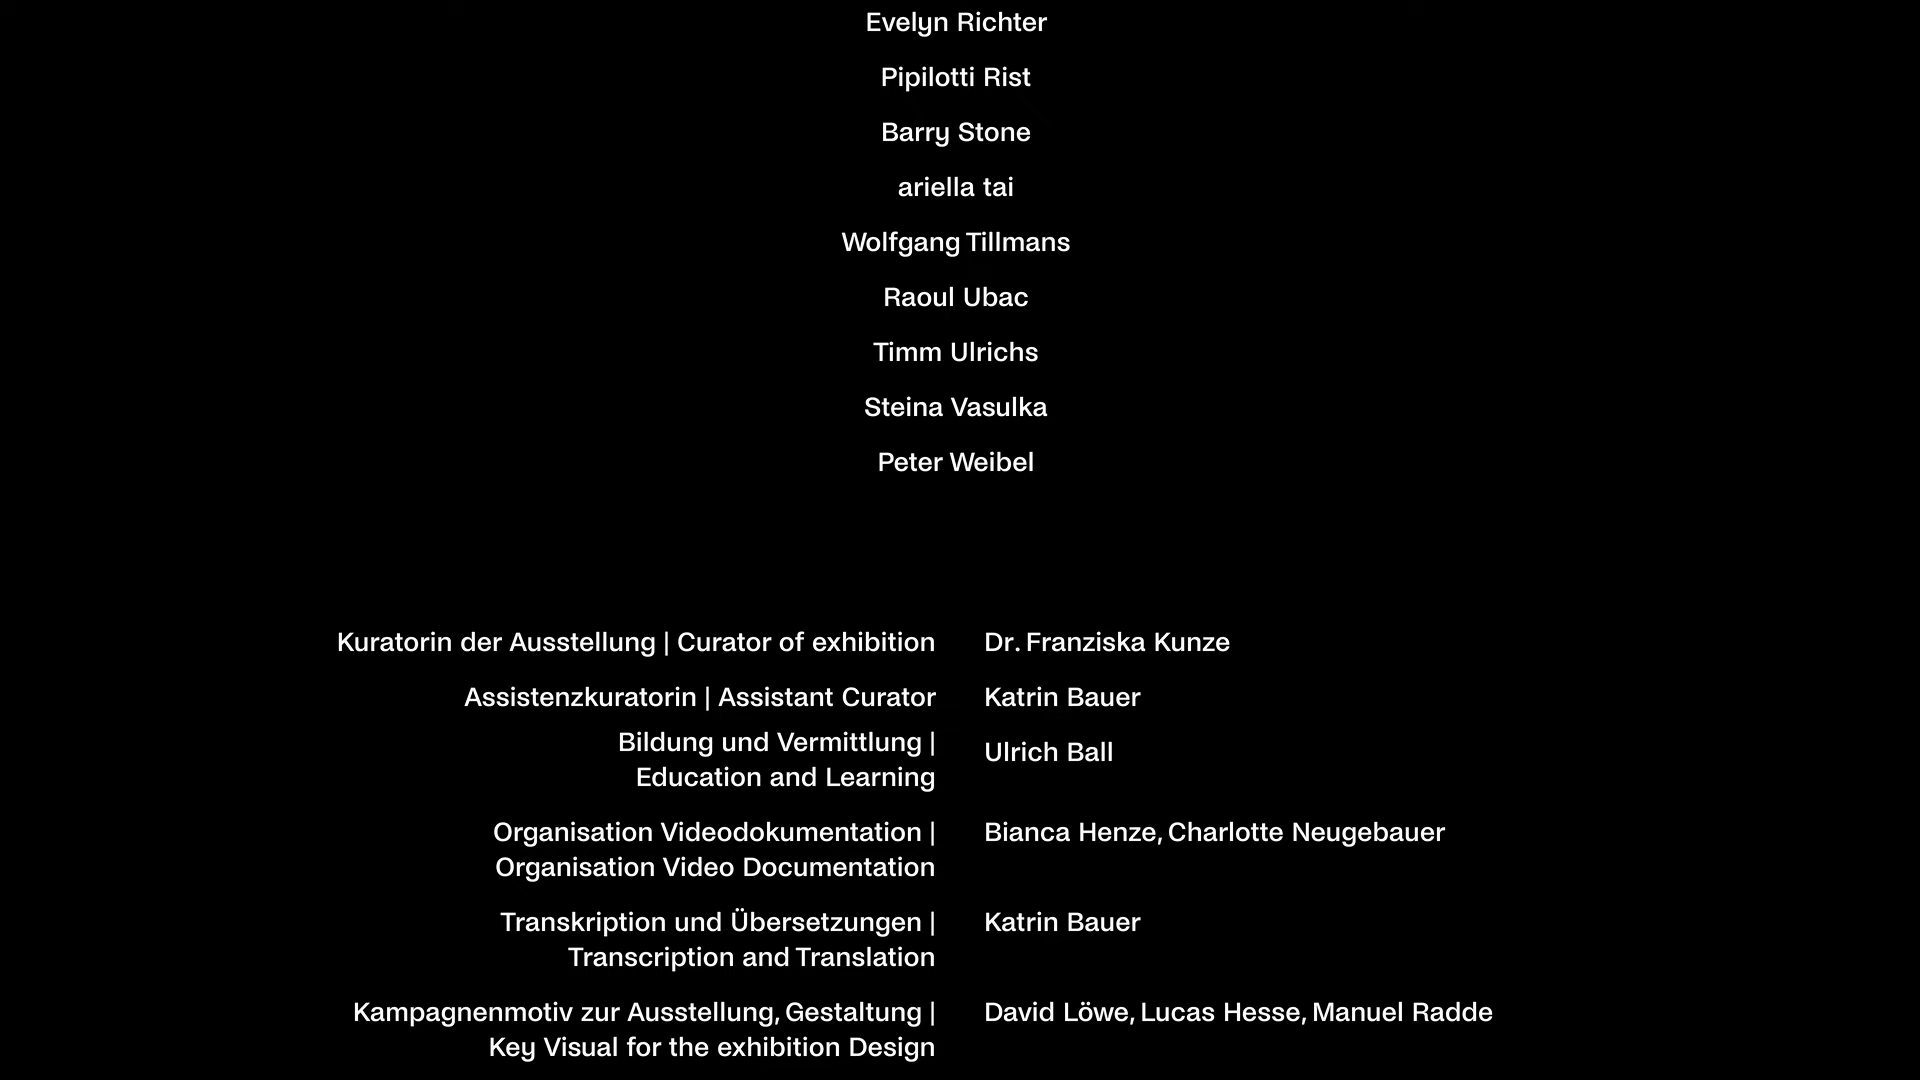 Evelyn Richter
Pipilotti Rist
Barry Stone
ariella tai
Wolfgang Tillmans
Raoul Ubac
Timm Ulrichs
Steina Vasulka
Peter Weibel
Kuratorin der Ausstellung | Curator of exhibition Dr. Franziska Kunze
Assistenzkuratorin | Assistant Curator Katrin Bauer
Bildung und Vermittlung | Ulrich Ball
Education and Learning
Organisation Videodokumentation | Bianca Henze, Charlotte Neugebauer
Organisation Video Documentation
Transkription und Übersetzungen | Katrin Bauer
Transcription and Translation
Kampagnenmotiv zur Ausstellung, Gestaltung | David Löwe, Lucas Hesse, Manuel Radde
Key Visual for the exhibition Design